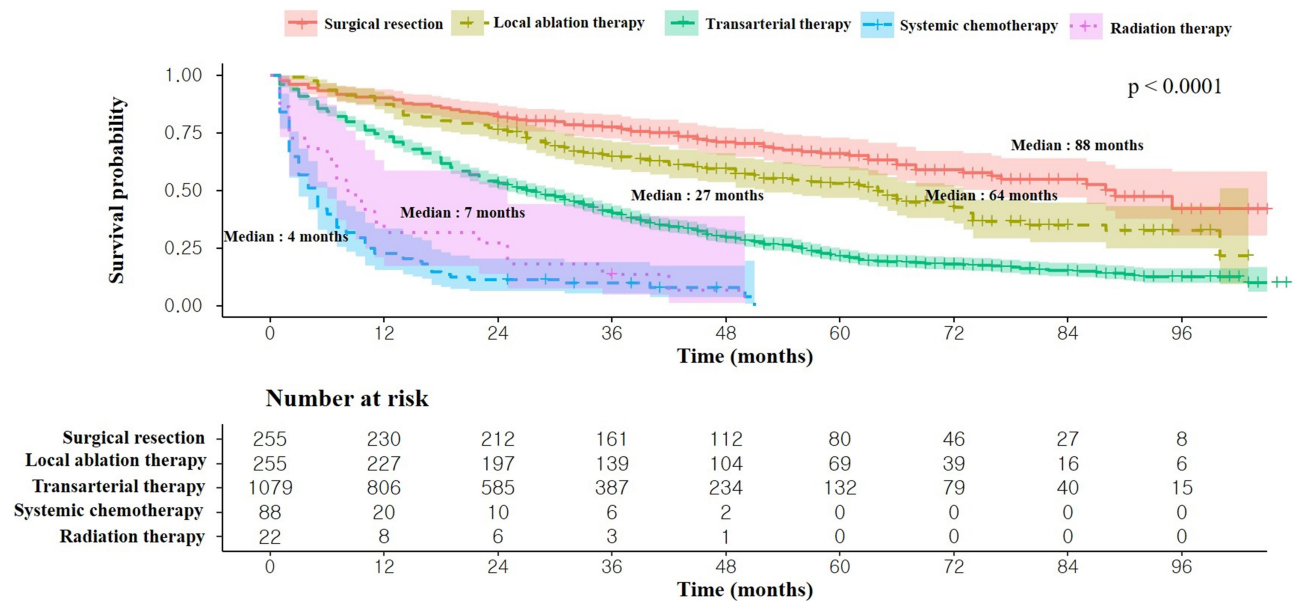 Surgical resection Local ablation therapy Transarterial therapy Systemic chemotherapy Radiation therapy
Survival probability
1.00
0.75
0.50
0.25
0.00
p < 0.0001
Median : 88 months
Median : 27 months
Median : 64 months
Median : 7 months
Median : 4 months
0 12 24 36 48 60 72 84 96
Time (months)
Number at risk
Surgical resection 255 230 212 161 112 80 46 27 8
Local ablation therapy 255 227 197 139 104 69 39 16 6
Transarterial therapy 1079 806 585 387 234 132 79 40 15
Systemic chemotherapy 88 20 10 6 2 0 0 0 0
Radiation therapy 22 8 6 3 1 0 0 0 0
0 12 24 36 48 60 72 84 96
Time (months)